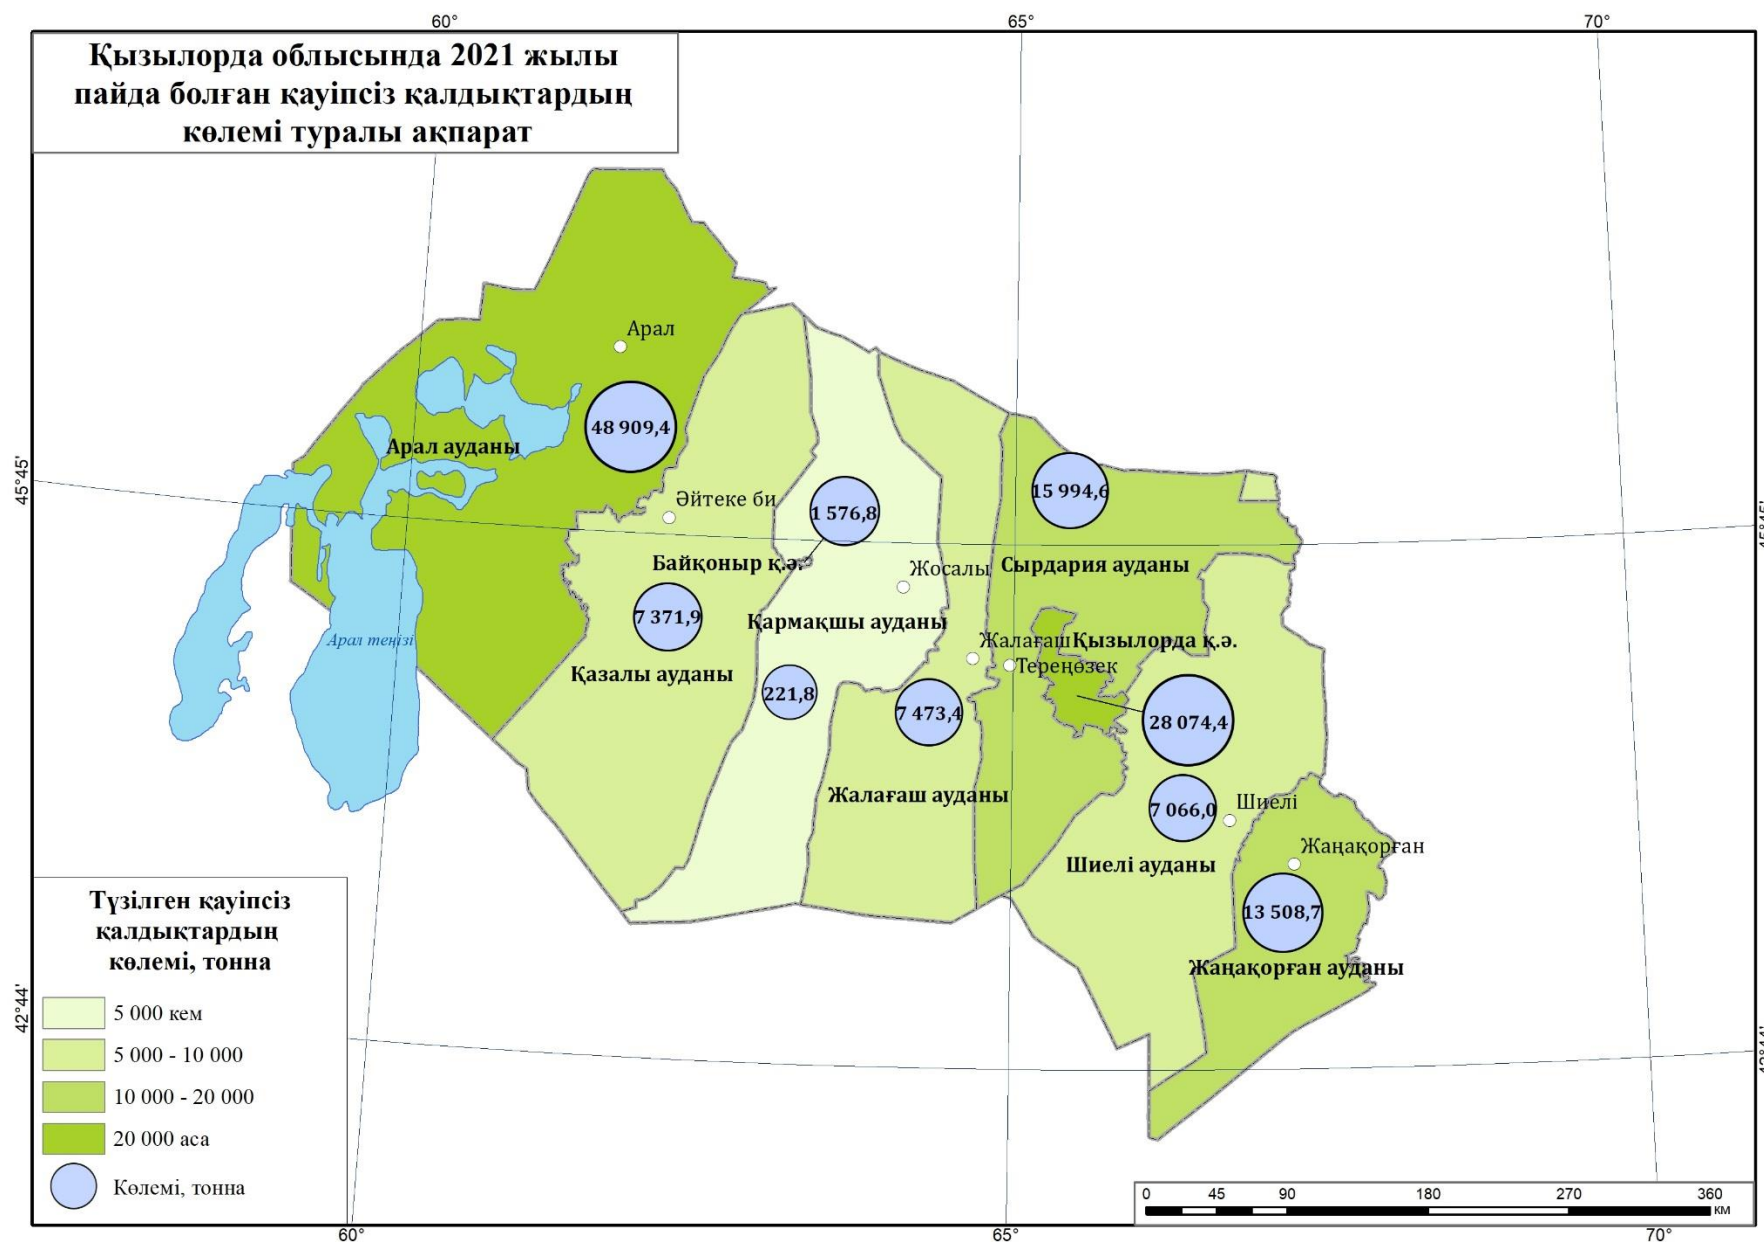 60°
65°
70°
Қызылорда облысында 2021 жылы
пайда болған қауіпсіз қалдықтардың
көлемі туралы ақпарат
Арал
48 909,4
Арал ауданы
45°45'
45°45'
Әйтеке би
1 576,8
15 994,6
Байқоныр қ.ә.
Жосалы
Сырдария ауданы
7 371,9
Қармақшы ауданы
Арал теңізі
Жалағаш
Қызылорда қ.ә.
Тереңөзек
Қазалы ауданы
221,8
7 473,4
28 074,4
Жалағаш ауданы
7 066,0
Шиелі
Жаңақорған
Шиелі ауданы
13 508,7
Жаңақорған ауданы
Түзілген қауіпсіз
қалдықтардың
көлемі, тонна
5 000 кем
5 000 - 10 000
10 000 - 20 000
20 000 аса
Көлемі, тонна
42°44'
42°44'
0 45 90 180 270 360
КМ
60°
65°
70°